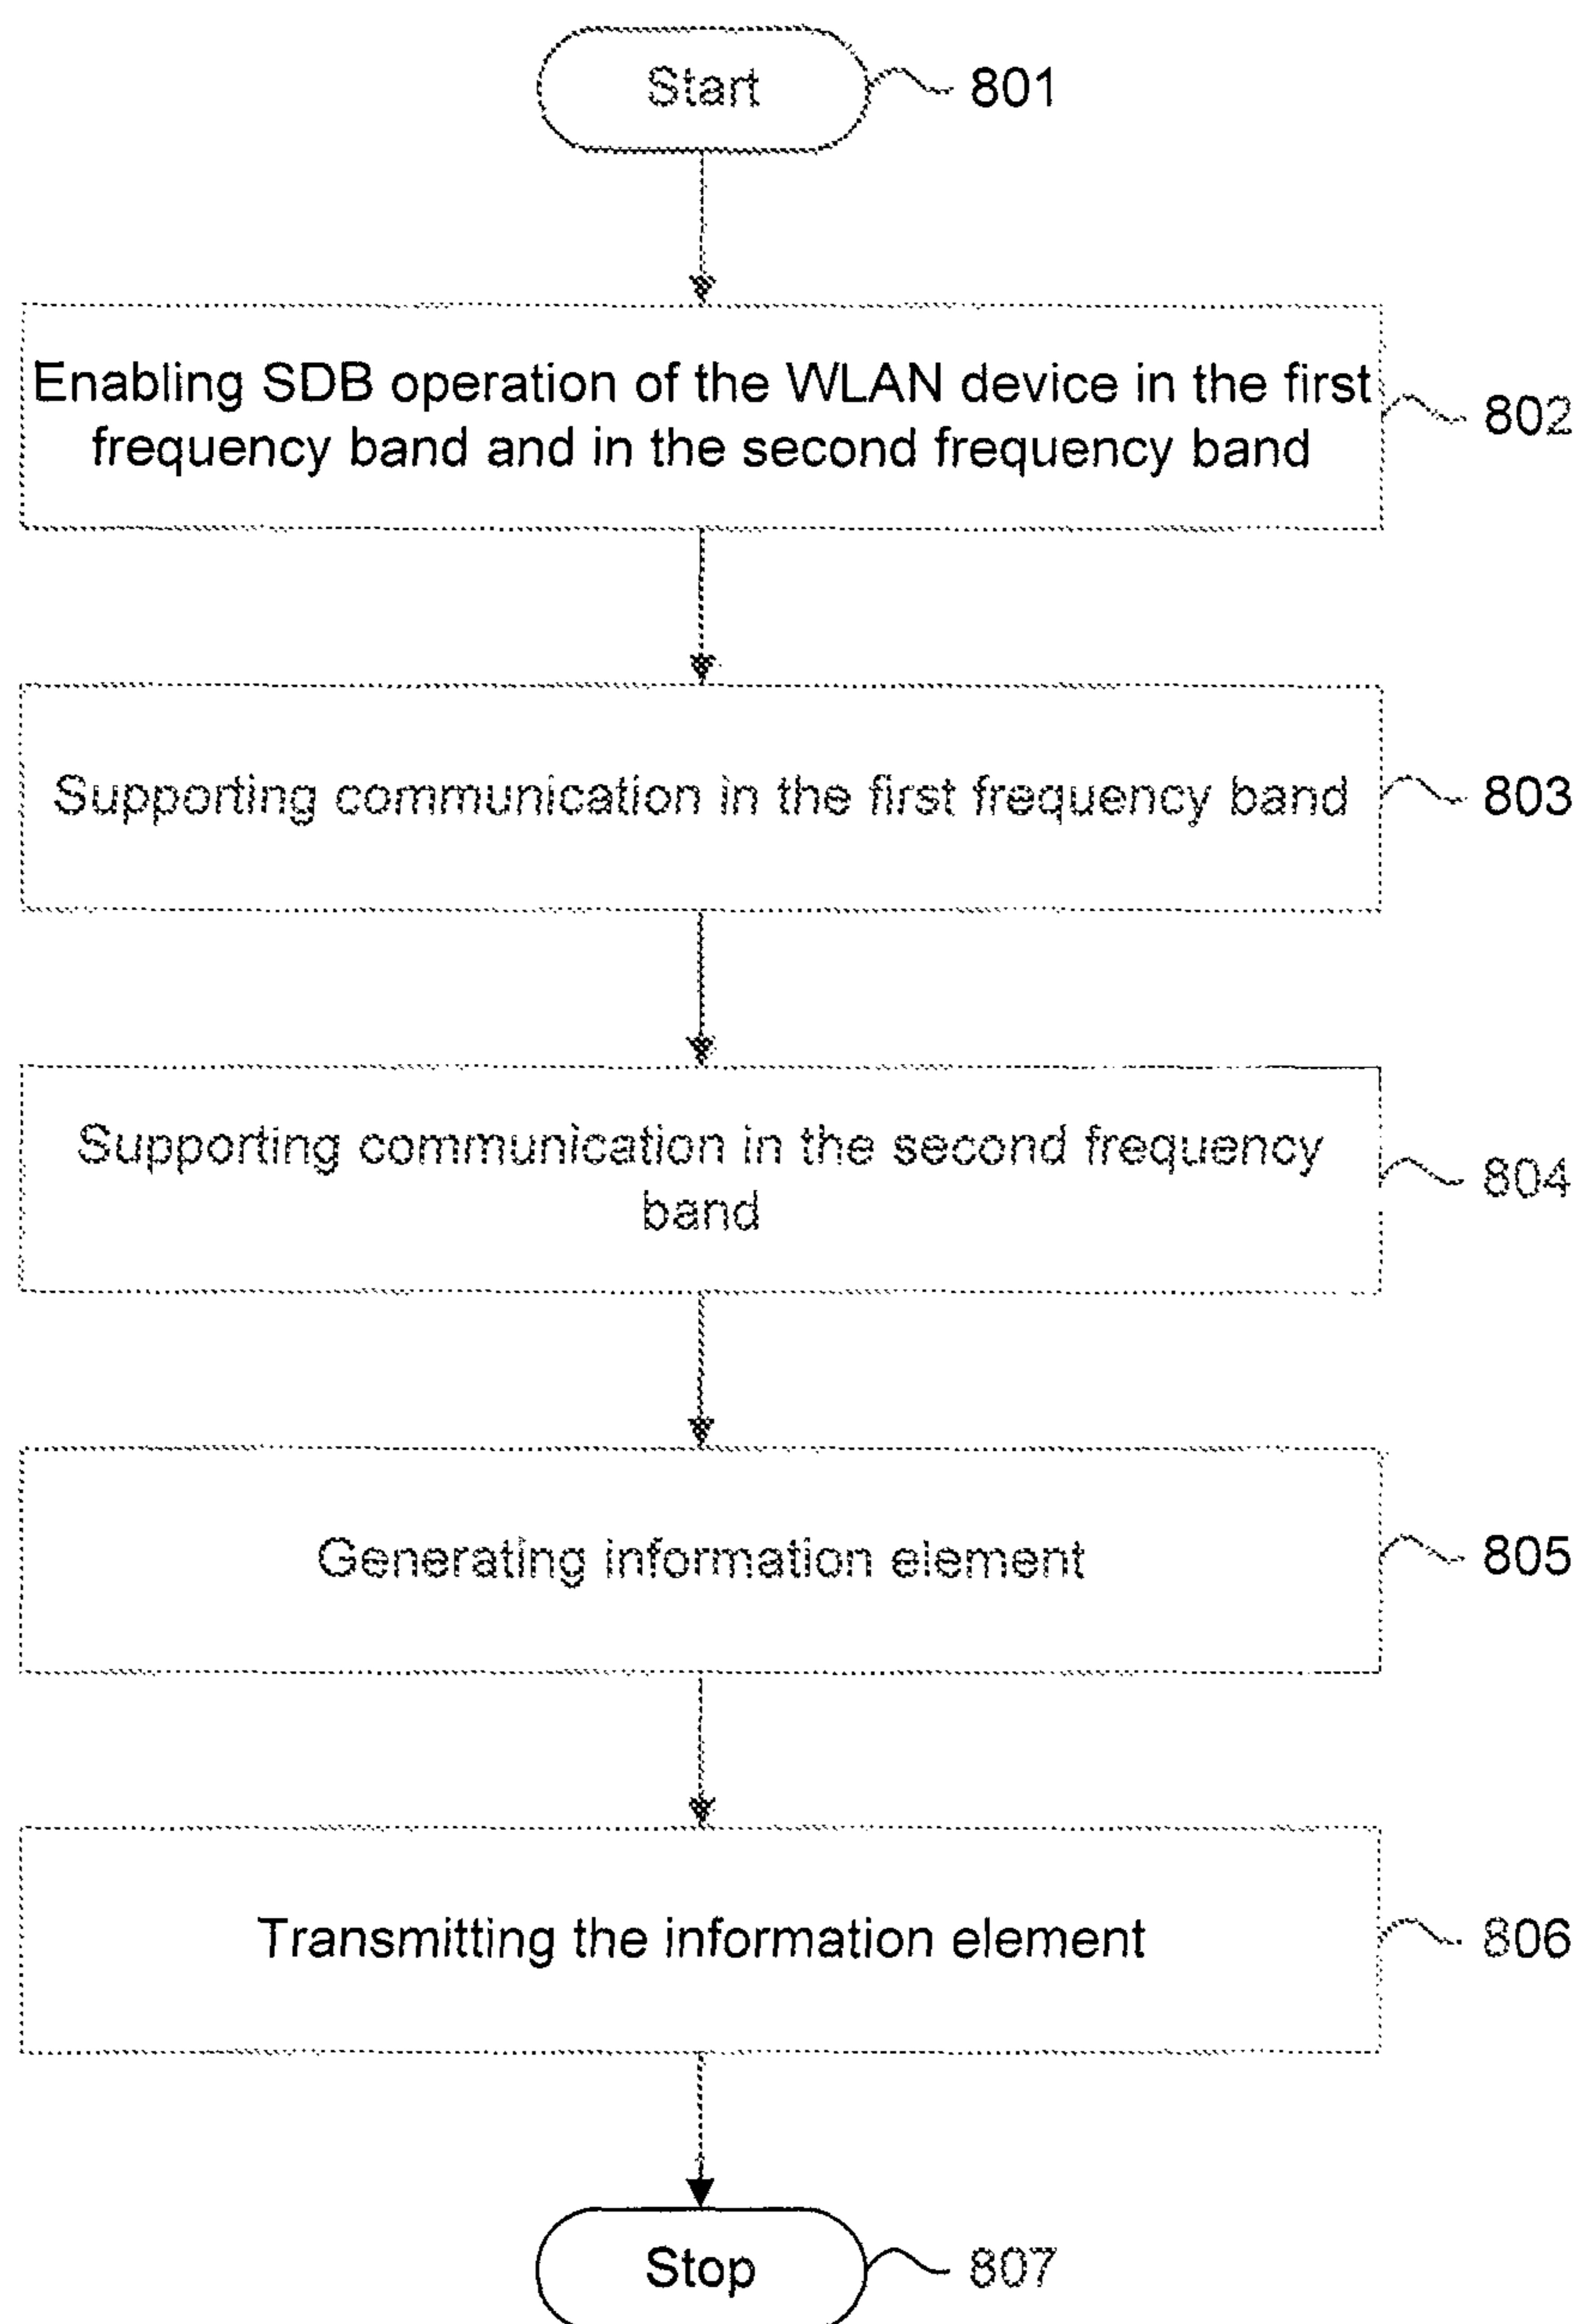 Start
801
Enabling SDB operation of the WLAN device in the first
frequency band and in the second frequency band
802
Supporting communication in the first frequency band
803
Supporting communication in the second frequency
band
804
Generating information element
805
Transmitting the information element
806
Stop
807